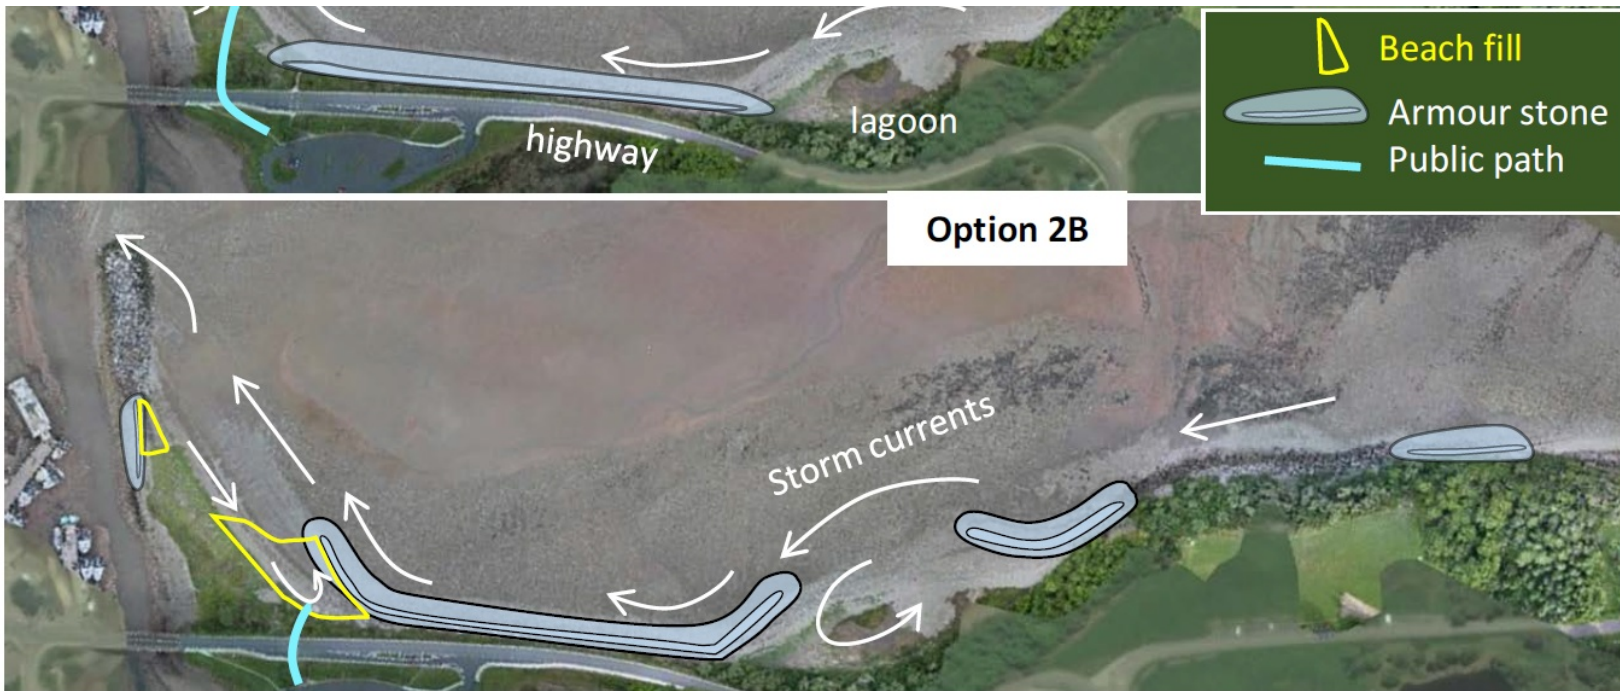 Beach fill
Armour stone
Public path
lagoon
highway
Option 2B
Storm currents